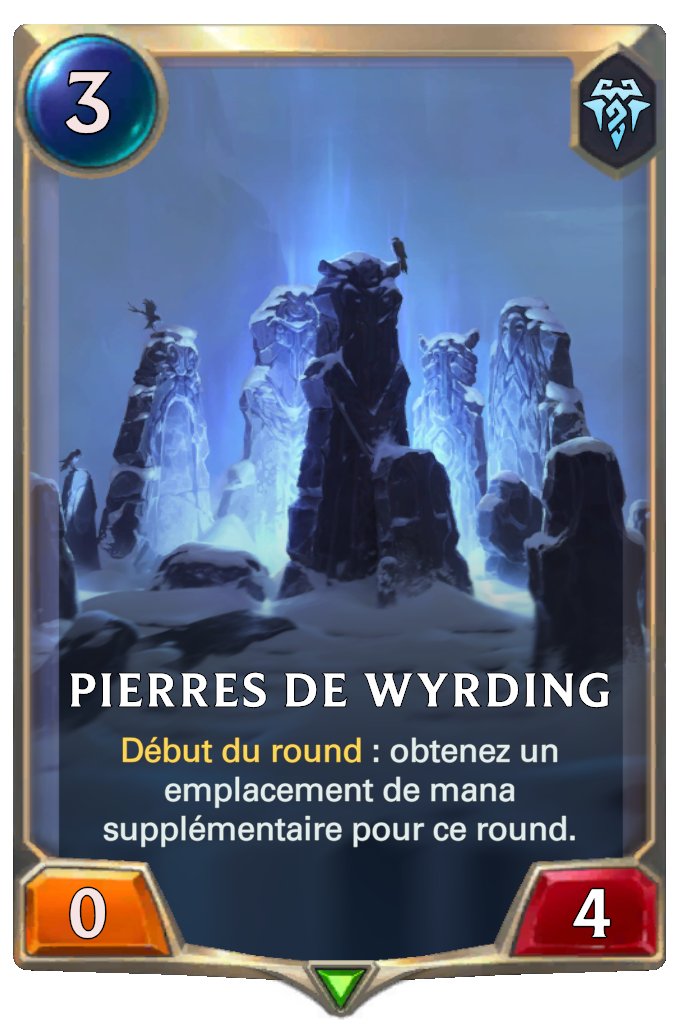 3
PIERRES DE WYRDING
Début du round : obtenez un
emplacement de mana
supplémentaire pour ce round.
0
4